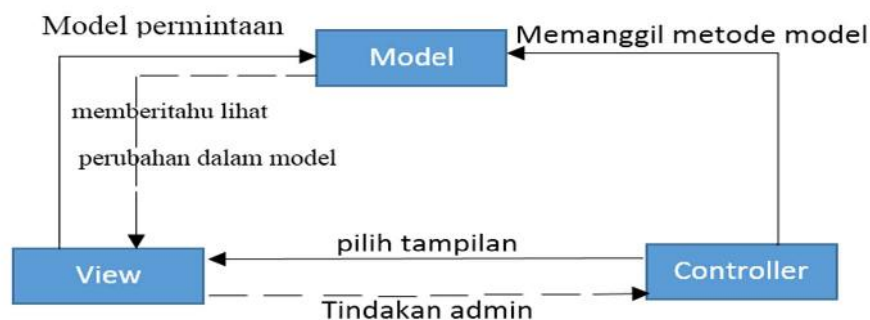 Model permintaan
Memanggil metode model
Model
memberitahu lihat
perubahan dalam model
pilih tampilan
View
Controller
Tindakan admin